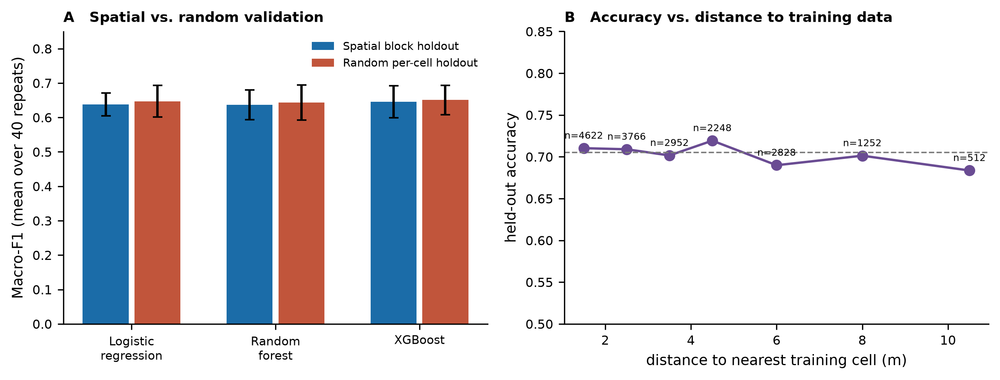 A Spatial vs. random validation
Macro-F1 (mean over 40 repeats)
0.8
0.7
0.6
0.5
0.4
0.3
0.2
0.1
0.0
Spatial block holdout
Random per-cell holdout
Logistic
regression
Random
forest
XGBoost
B Accuracy vs. distance to training data
held-out accuracy
0.85
0.80
0.75
0.70
0.65
0.60
0.55
0.50
n=4622
n=3766
n=2952
n=2248
n=2828
n=1252
n=512
2
4
6
8
10
distance to nearest training cell (m)